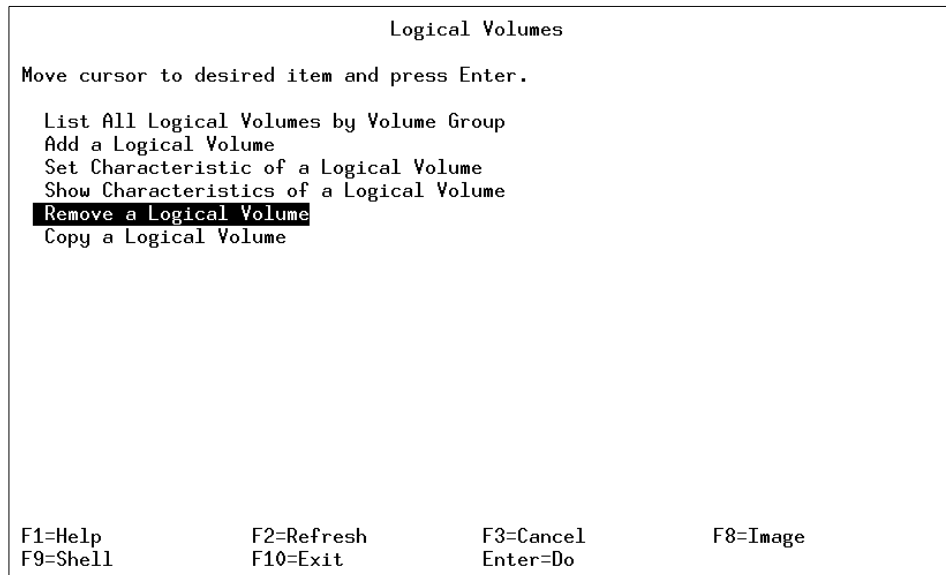 Logical Volumes
Move cursor to desired item and press Enter.
List All Logical Volumes by Volume Group
Add a Logical Volume
Set Characteristic of a Logical Volume
Show Characteristics of a Logical Volume
Remove a Logical Volume
Copy a Logical Volume
F1=Help F2=Refresh F3=Cancel F8=Image
F9=Shell F10=Exit Enter=Do